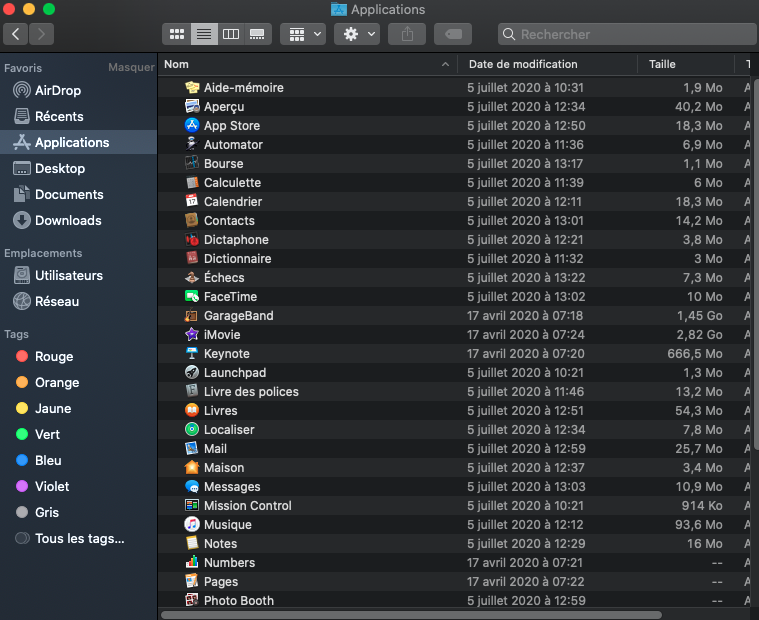 Applications
Rechercher
Favoris Masquer
AirDrop
Récents
Applications
Desktop
Documents
Downloads
Emplacements
Utilisateurs
Réseau
Tags
Rouge
Orange
Jaune
Vert
Bleu
Violet
Gris
Tous les tags...
Nom Date de modification Taille T
Aide-mémoire 5 juillet 2020 à 10:31 1,9 Mo A
Aperçu 5 juillet 2020 à 12:34 40,2 Mo A
App Store 5 juillet 2020 à 12:50 18,3 Mo A
Automator 5 juillet 2020 à 11:36 6,9 Mo A
Bourse 5 juillet 2020 à 13:17 1,1 Mo A
Calculette 5 juillet 2020 à 11:39 6 Mo A
Calendrier 5 juillet 2020 à 12:11 18,3 Mo A
Contacts 5 juillet 2020 à 13:01 14,2 Mo A
Dictaphone 5 juillet 2020 à 12:21 3,8 Mo A
Dictionnaire 5 juillet 2020 à 11:32 3 Mo A
Échecs 5 juillet 2020 à 13:22 7,3 Mo A
FaceTime 5 juillet 2020 à 13:02 10 Mo A
GarageBand 17 avril 2020 à 07:18 1,45 Go A
iMovie 17 avril 2020 à 07:24 2,82 Go A
Keynote 17 avril 2020 à 07:20 666,5 Mo A
Launchpad 5 juillet 2020 à 10:21 1,3 Mo A
Livre des polices 5 juillet 2020 à 11:46 13,2 Mo A
Livres 5 juillet 2020 à 12:51 54,3 Mo A
Localiser 5 juillet 2020 à 12:34 7,8 Mo A
Mail 5 juillet 2020 à 12:59 25,7 Mo A
Maison 5 juillet 2020 à 12:37 3,4 Mo A
Messages 5 juillet 2020 à 13:03 10,9 Mo A
Mission Control 5 juillet 2020 à 10:21 914 Ko A
Musique 5 juillet 2020 à 12:12 93,6 Mo A
Notes 5 juillet 2020 à 12:29 16 Mo A
Numbers 17 avril 2020 à 07:21 -- A
Pages 17 avril 2020 à 07:22 -- A
Photo Booth 5 juillet 2020 à 12:59 -- A